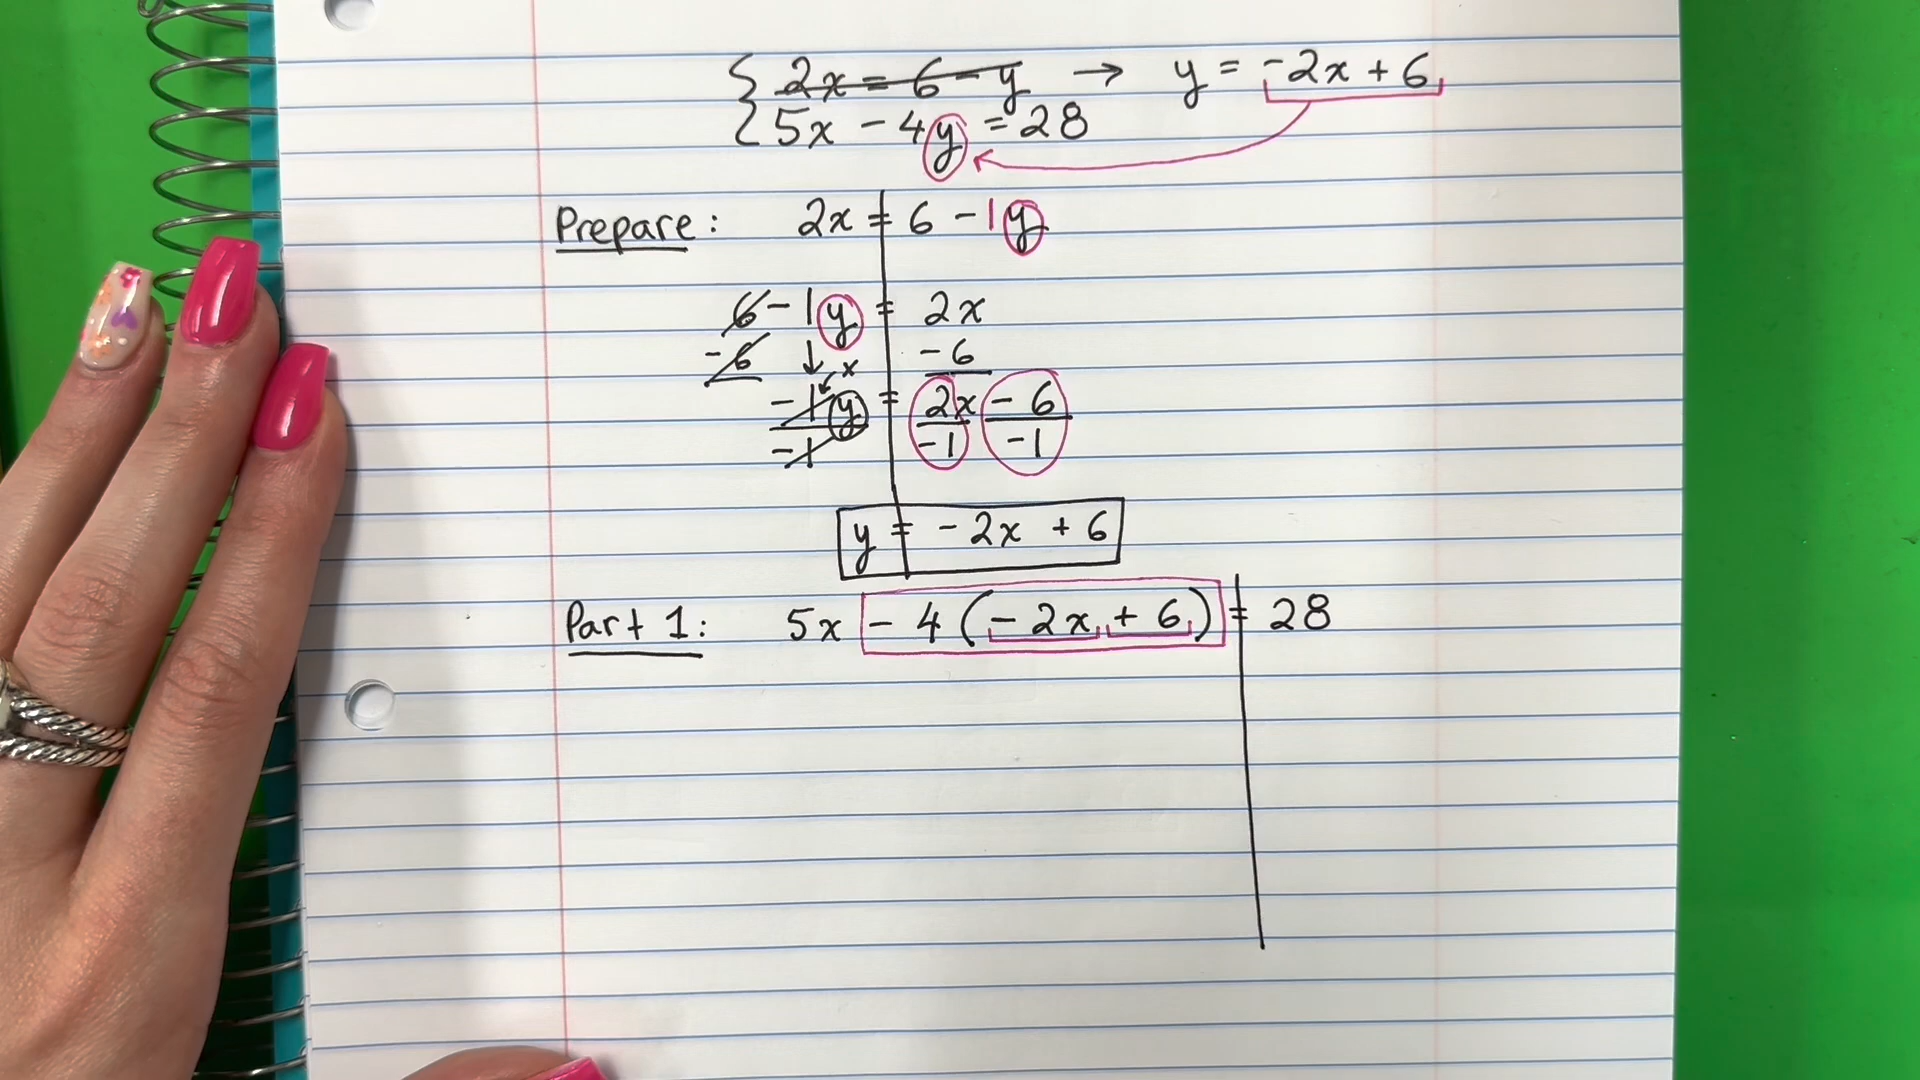 { 2x = 6 - y → y = -2x + 6
5x - 4y = 28
Prepare: 2x = 6 - 1y
6 - 1y = 2x
-6 ↓ x -6
-1y = 2x - 6
-1 -1 -1
y = -2x + 6
Part 1: 5x - 4(-2x + 6) = 28